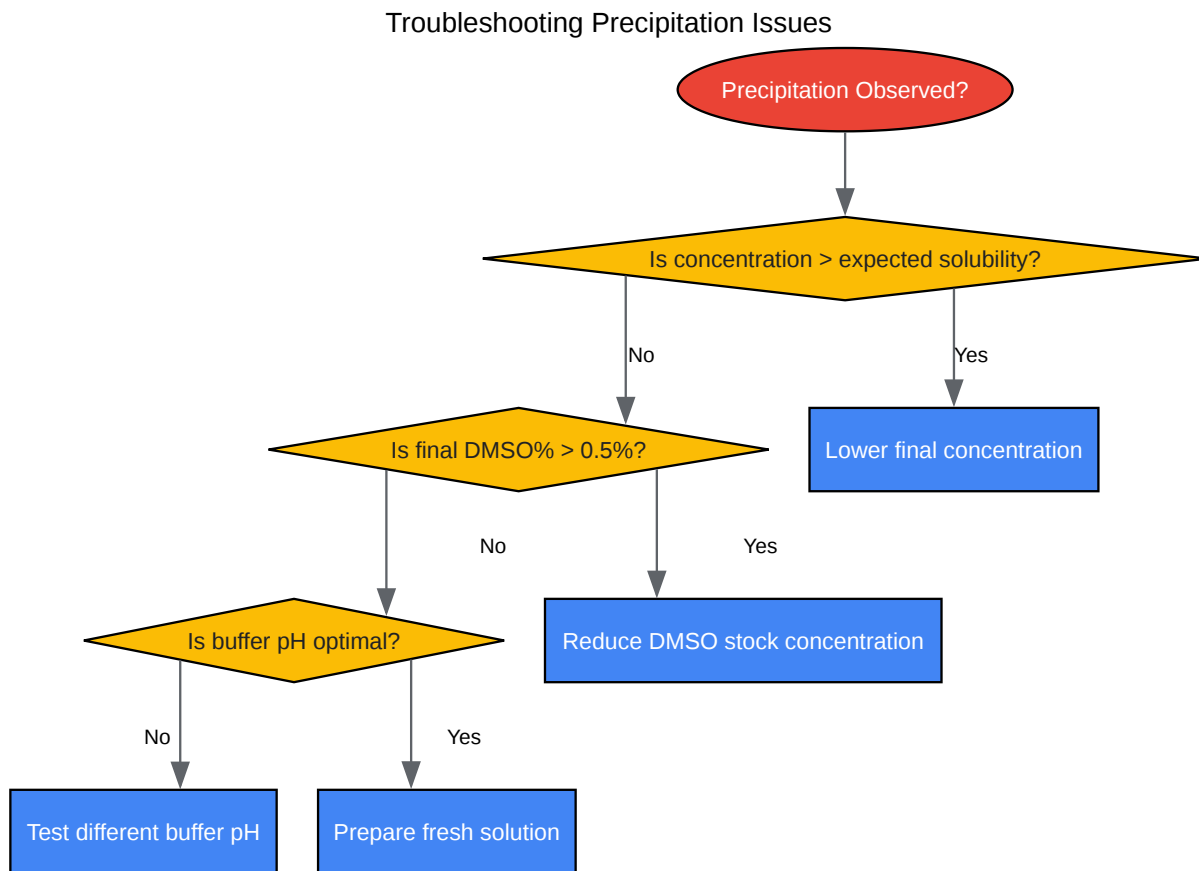 Troubleshooting Precipitation Issues
Precipitation Observed?
Is concentration > expected solubility?
No
Yes
Is final DMSO% > 0.5%?
Lower final concentration
No
Yes
Is buffer pH optimal?
Reduce DMSO stock concentration
No
Yes
Test different buffer pH
Prepare fresh solution